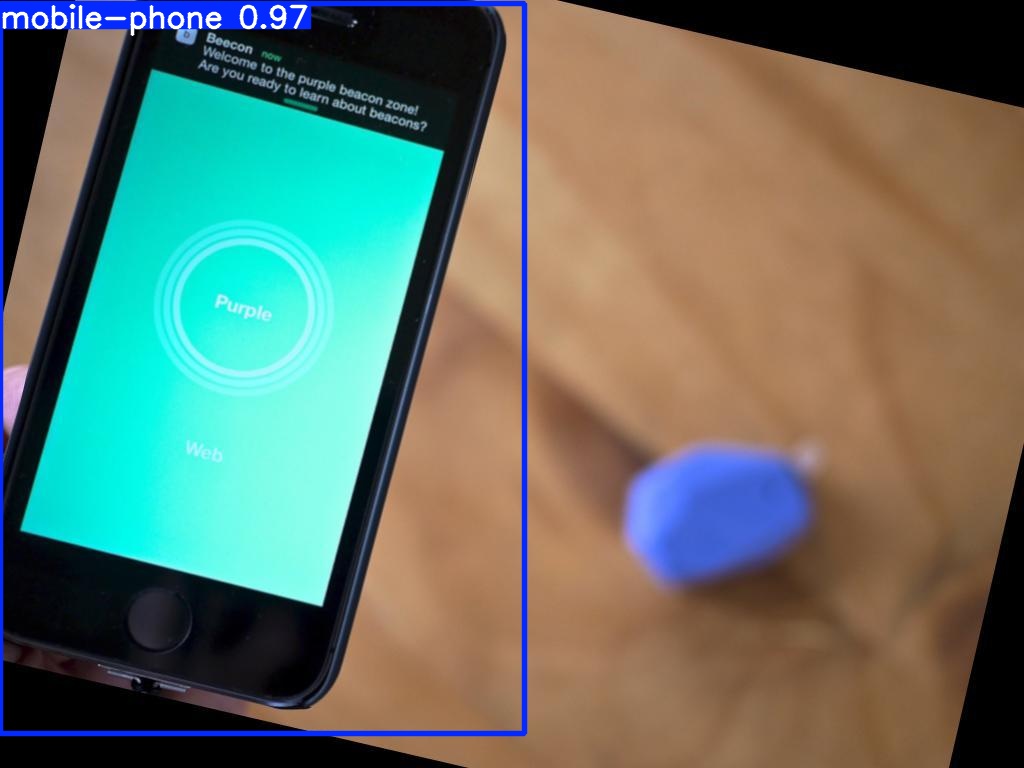 mobile-phone 0.97
b
Beecon now
Welcome to the purple beacon zone!
Are you ready to learn about beacons?
Purple
Web